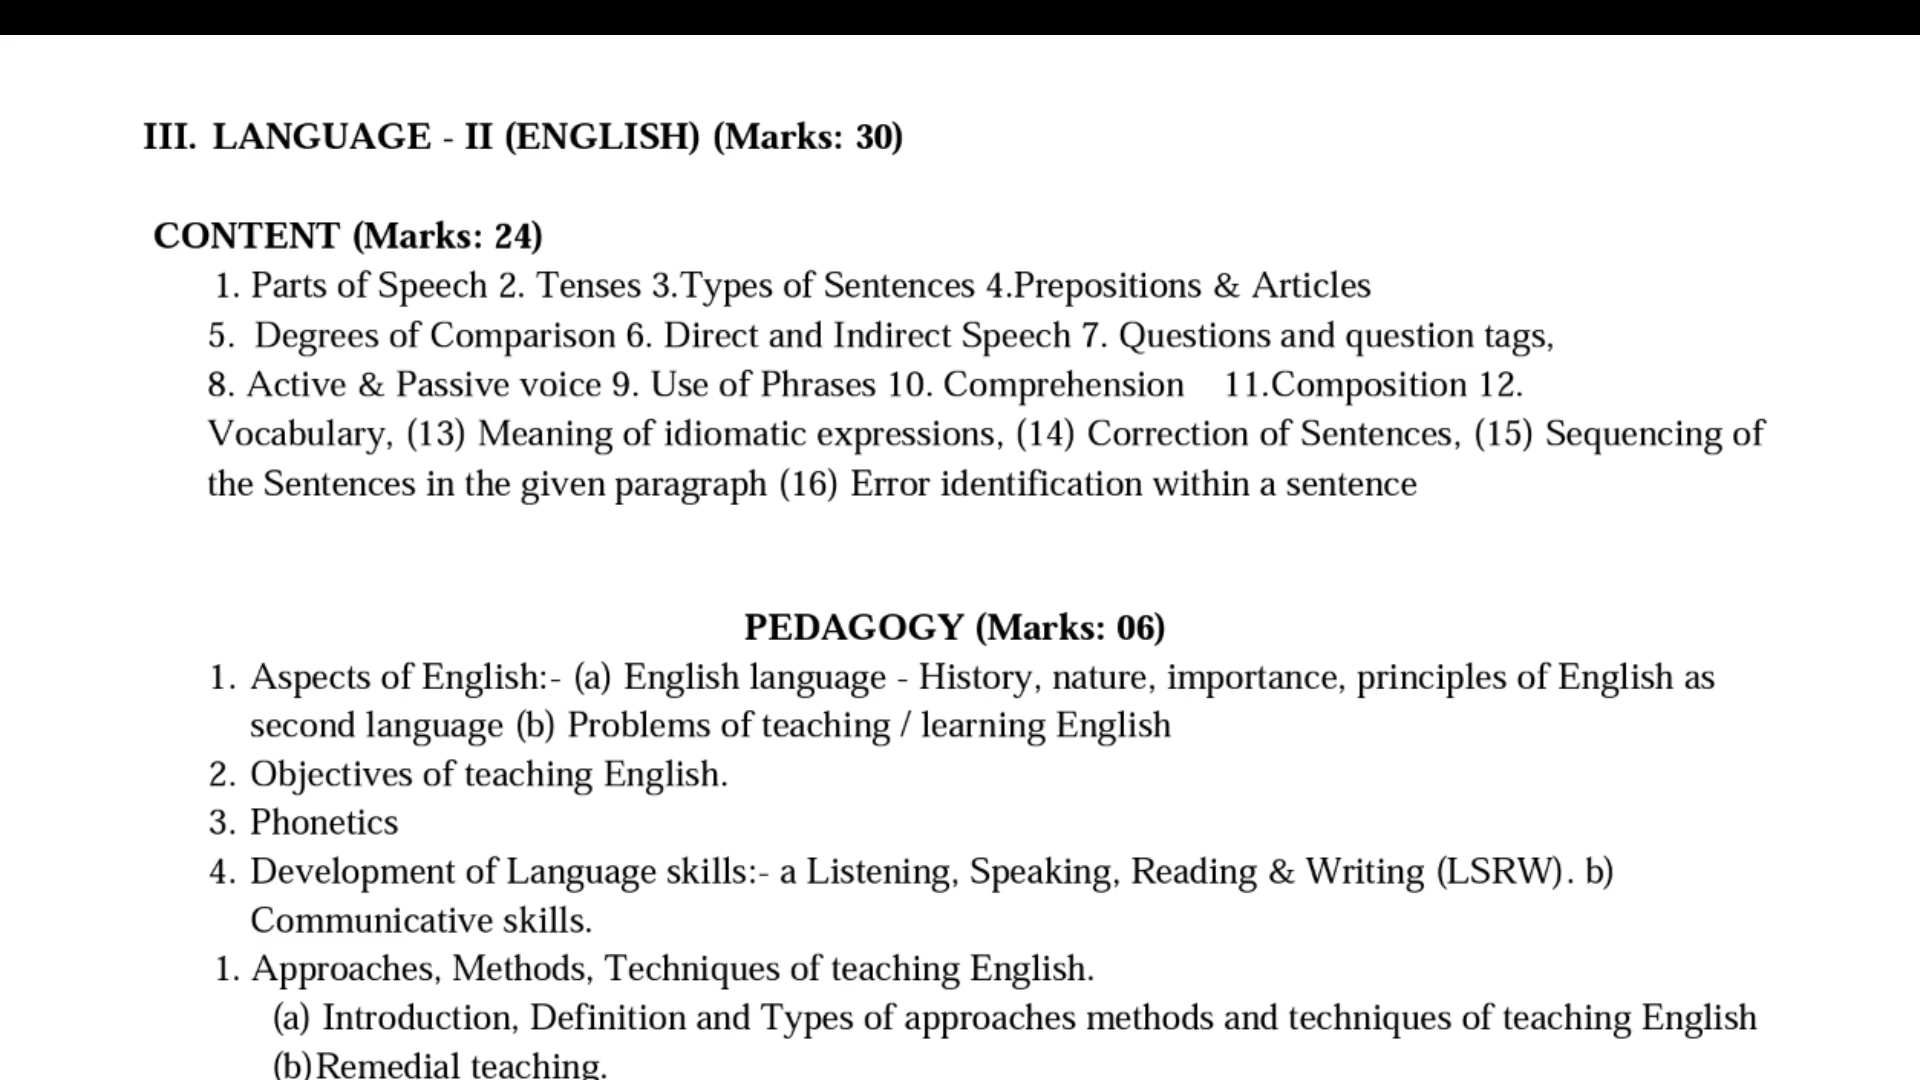 III. LANGUAGE - II (ENGLISH) (Marks: 30)
CONTENT (Marks: 24)
1. Parts of Speech 2. Tenses 3.Types of Sentences 4.Prepositions & Articles
5. Degrees of Comparison 6. Direct and Indirect Speech 7. Questions and question tags,
8. Active & Passive voice 9. Use of Phrases 10. Comprehension 11.Composition 12.
Vocabulary, (13) Meaning of idiomatic expressions, (14) Correction of Sentences, (15) Sequencing of
the Sentences in the given paragraph (16) Error identification within a sentence
PEDAGOGY (Marks: 06)
1. Aspects of English:- (a) English language - History, nature, importance, principles of English as
second language (b) Problems of teaching / learning English
2. Objectives of teaching English.
3. Phonetics
4. Development of Language skills:- a Listening, Speaking, Reading & Writing (LSRW). b)
Communicative skills.
1. Approaches, Methods, Techniques of teaching English.
(a) Introduction, Definition and Types of approaches methods and techniques of teaching English
(b)Remedial teaching.